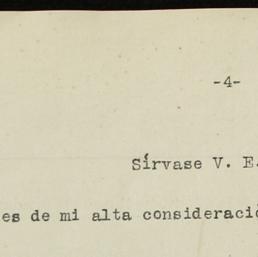 -4-
Sírvase V. E.
es de mi alta consideració